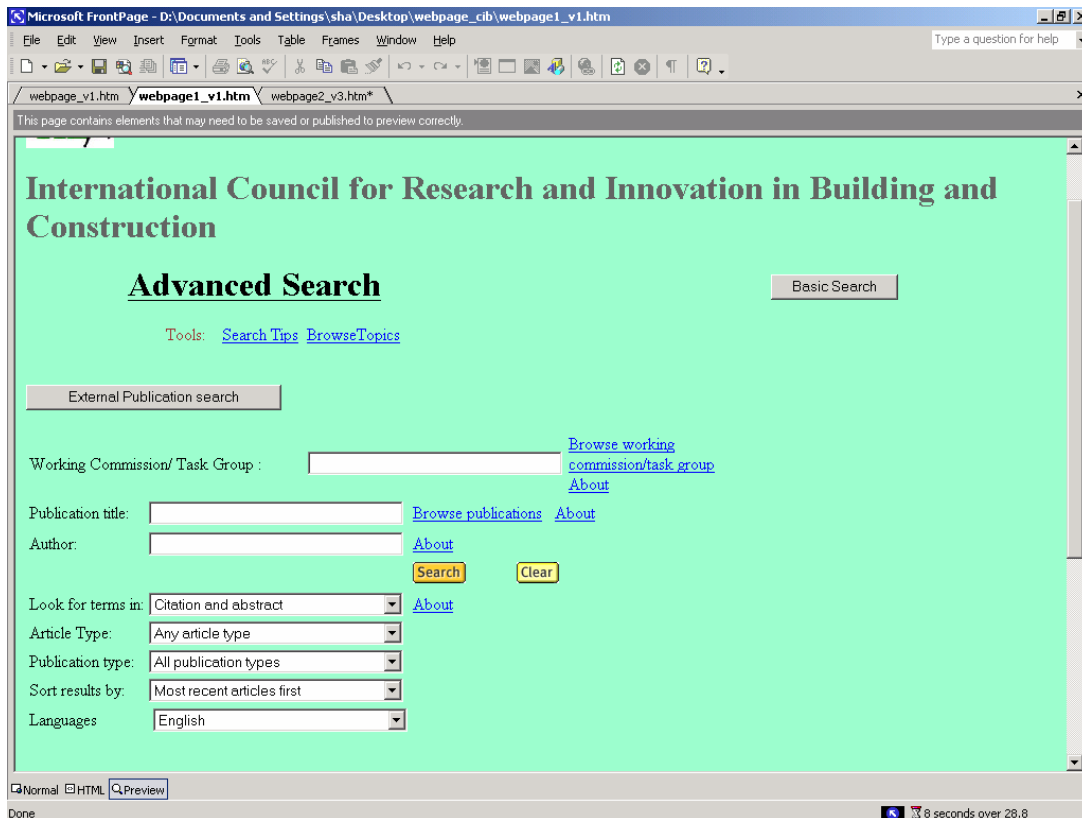 Microsoft FrontPage - D:\Documents and Settings\sha\Desktop\webpage_cib\webpage1_v1.htm
File Edit View Insert Format Tools Table Frames Window Help
Type a question for help
webpage_v1.htm webpage1_v1.htm webpage2_v3.htm*
This page contains elements that may need to be saved or published to preview correctly.
International Council for Research and Innovation in Building and
Construction
Advanced Search
Basic Search
Tools: Search Tips BrowseTopics
External Publication search
Working Commission/ Task Group :
Browse working
commission/task group
About
Publication title: Browse publications About
Author: About
Search Clear
Look for terms in: Citation and abstract About
Article Type: Any article type
Publication type: All publication types
Sort results by: Most recent articles first
Languages English
Normal HTML Preview
Done 8 seconds over 28.8